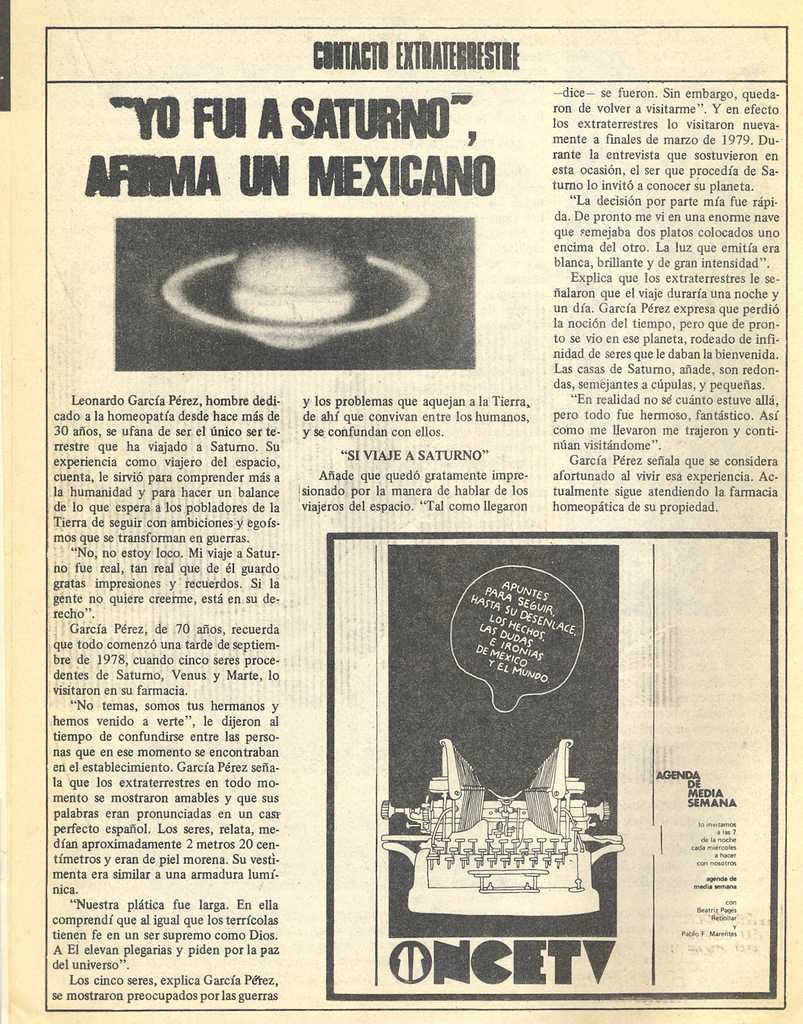 CONTACTO EXTRATERRESTRE
"YO FUI A SATURNO",
AFIRMA UN MEXICANO
Leonardo García Pérez, hombre dedi-
cado a la homeopatía desde hace más de
30 años, se ufana de ser el único ser te-
rrestre que ha viajado a Saturno. Su
experiencia como viajero del espacio,
cuenta, le sirvió para comprender más a
la humanidad y para hacer un balance
de lo que espera a los pobladores de la
Tierra de seguir con ambiciones y egoís-
mos que se transforman en guerras.
"No, no estoy loco. Mi viaje a Satur-
no fue real, tan real que de él guardo
gratas impresiones y recuerdos. Si la
gente no quiere creerme, está en su de-
recho".
García Pérez, de 70 años, recuerda
que todo comenzó una tarde de septiem-
bre de 1978, cuando cinco seres proce-
dentes de Saturno, Venus y Marte, lo
visitaron en su farmacia.
"No temas, somos tus hermanos y
hemos venido a verte", le dijeron al
tiempo de confundirse entre las perso-
nas que en ese momento se encontraban
en el establecimiento. García Pérez seña-
la que los extraterrestres en todo mo-
mento se mostraron amables y que sus
palabras eran pronunciadas en un casi
perfecto español. Los seres, relata, me-
dían aproximadamente 2 metros 20 cen-
tímetros y eran de piel morena. Su vesti-
menta era similar a una armadura lumí-
nica.
"Nuestra plática fue larga. En ella
comprendí que al igual que los terrícolas
tienen fe en un ser supremo como Dios.
A El elevan plegarias y piden por la paz
del universo".
Los cinco seres, explica García Pérez,
se mostraron preocupados por las guerras
y los problemas que aquejan a la Tierra,
de ahí que convivan entre los humanos,
y se confundan con ellos.
"SI VIAJE A SATURNO"
Añade que quedó gratamente impre-
sionado por la manera de hablar de los
viajeros del espacio. "Tal como llegaron
—dice— se fueron. Sin embargo, queda-
ron de volver a visitarme". Y en efecto
los extraterrestres lo visitaron nueva-
mente a finales de marzo de 1979. Du-
rante la entrevista que sostuvieron en
esta ocasión, el ser que procedía de Sa-
turno lo invitó a conocer su planeta.
"La decisión por parte mía fue rápi-
da. De pronto me vi en una enorme nave
que semejaba dos platos colocados uno
encima del otro. La luz que emitía era
blanca, brillante y de gran intensidad".
Explica que los extraterrestres le se-
ñalaron que el viaje duraría una noche y
un día. García Pérez expresa que perdió
la noción del tiempo, pero que de pron-
to se vio en ese planeta, rodeado de infi-
nidad de seres que le daban la bienvenida.
Las casas de Saturno, añade, son redon-
das, semejantes a cúpulas, y pequeñas.
"En realidad no sé cuánto estuve allá,
pero todo fue hermoso, fantástico. Así
como me llevaron me trajeron y conti-
núan visitándome".
García Pérez señala que se considera
afortunado al vivir esa experiencia. Ac-
tualmente sigue atendiendo la farmacia
homeopática de su propiedad.
APUNTES
PARA SEGUIR,
HASTA SU DESENLACE,
LOS HECHOS,
LAS DUDAS
E IRONIAS
DE MEXICO
Y EL MUNDO
AGENDA
DE
MEDIA
SEMANA
lo invitamos
a las 7
de la noche
cada miércoles
a hacer
con nosotros
agenda de
media semana
con
Beatriz Pagés
Rebollar
y
Pablo F. Marentes
11 ONCETV